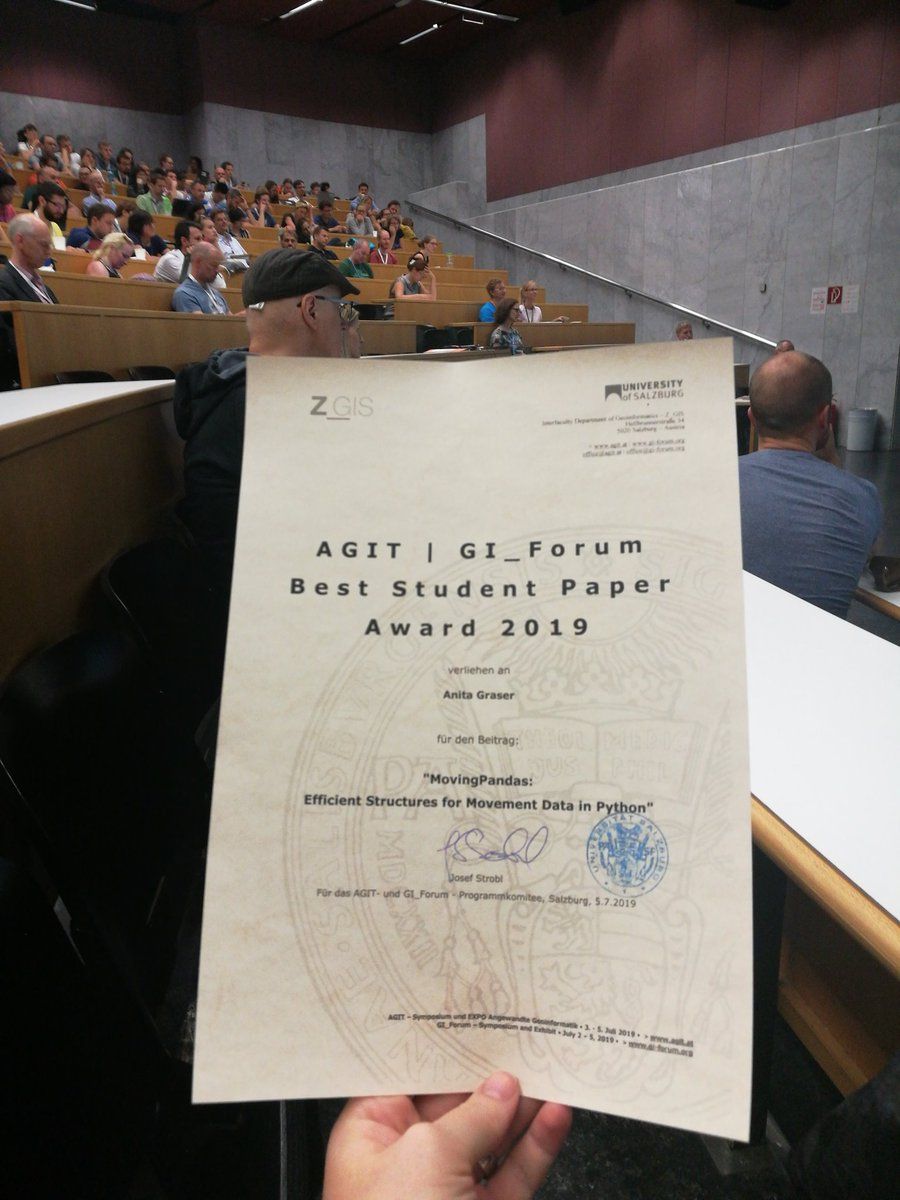 Z_GIS
UNIVERSITY
of SALZBURG
Interfaculty Department of Geoinformatics – Z_GIS
5020 Salzburg – Austria
> www.agit.at | www.gi-forum.org
office@agit.at | office@gi-forum.org
AGIT | GI_Forum
Best Student Paper
Award 2019
verliehen an
Anita Graser
für den Beitrag:
"MovingPandas:
Efficient Structures for Movement Data in Python"
UNIVERSITÄT SALZBURG
Josef Strobl
Für das AGIT- und GI_Forum - Programmkomitee, Salzburg, 5.7.2019
AGIT – Symposium und EXPO Angewandte Geoinformatik • 3. - 5. Juli 2019 • > www.agit.at
GI_Forum – Symposium and Exhibit • July 2 – 5, 2019 • > www.gi-forum.org